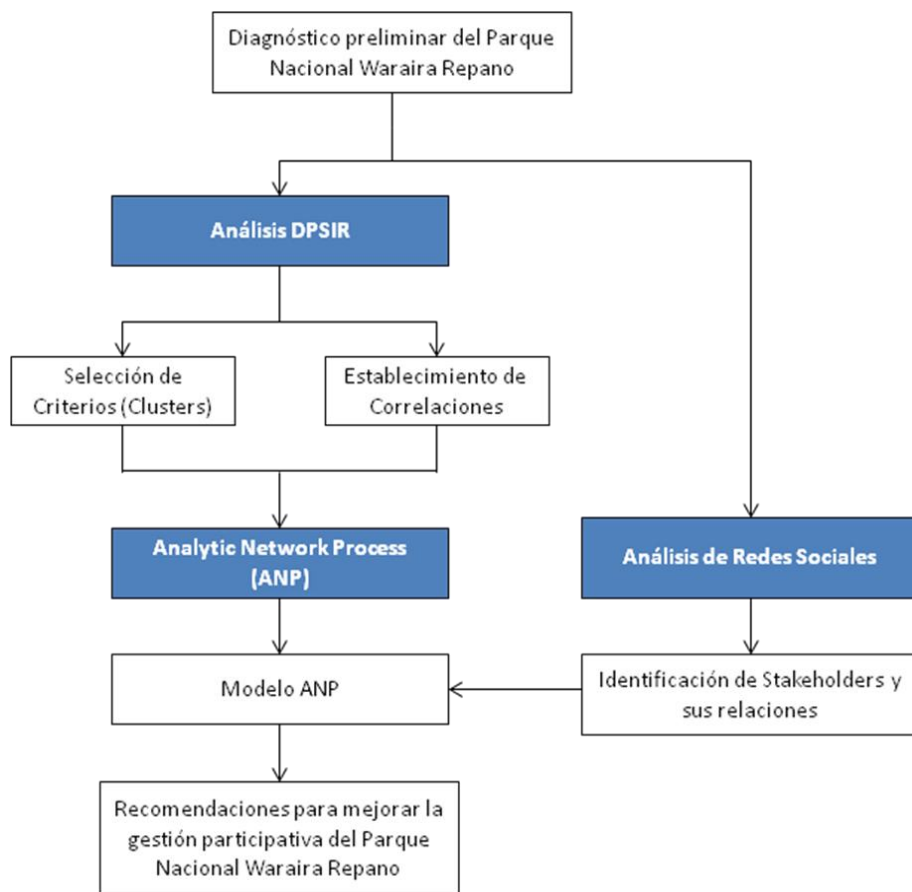 Diagnóstico preliminar del Parque
Nacional Waraira Repano
Análisis DPSIR
Selección de
Criterios (Clusters)
Establecimiento de
Correlaciones
Analytic Network Process
(ANP)
Análisis de Redes Sociales
Modelo ANP
Identificación de Stakeholders y
sus relaciones
Recomendaciones para mejorar la
gestión participativa del Parque
Nacional Waraira Repano